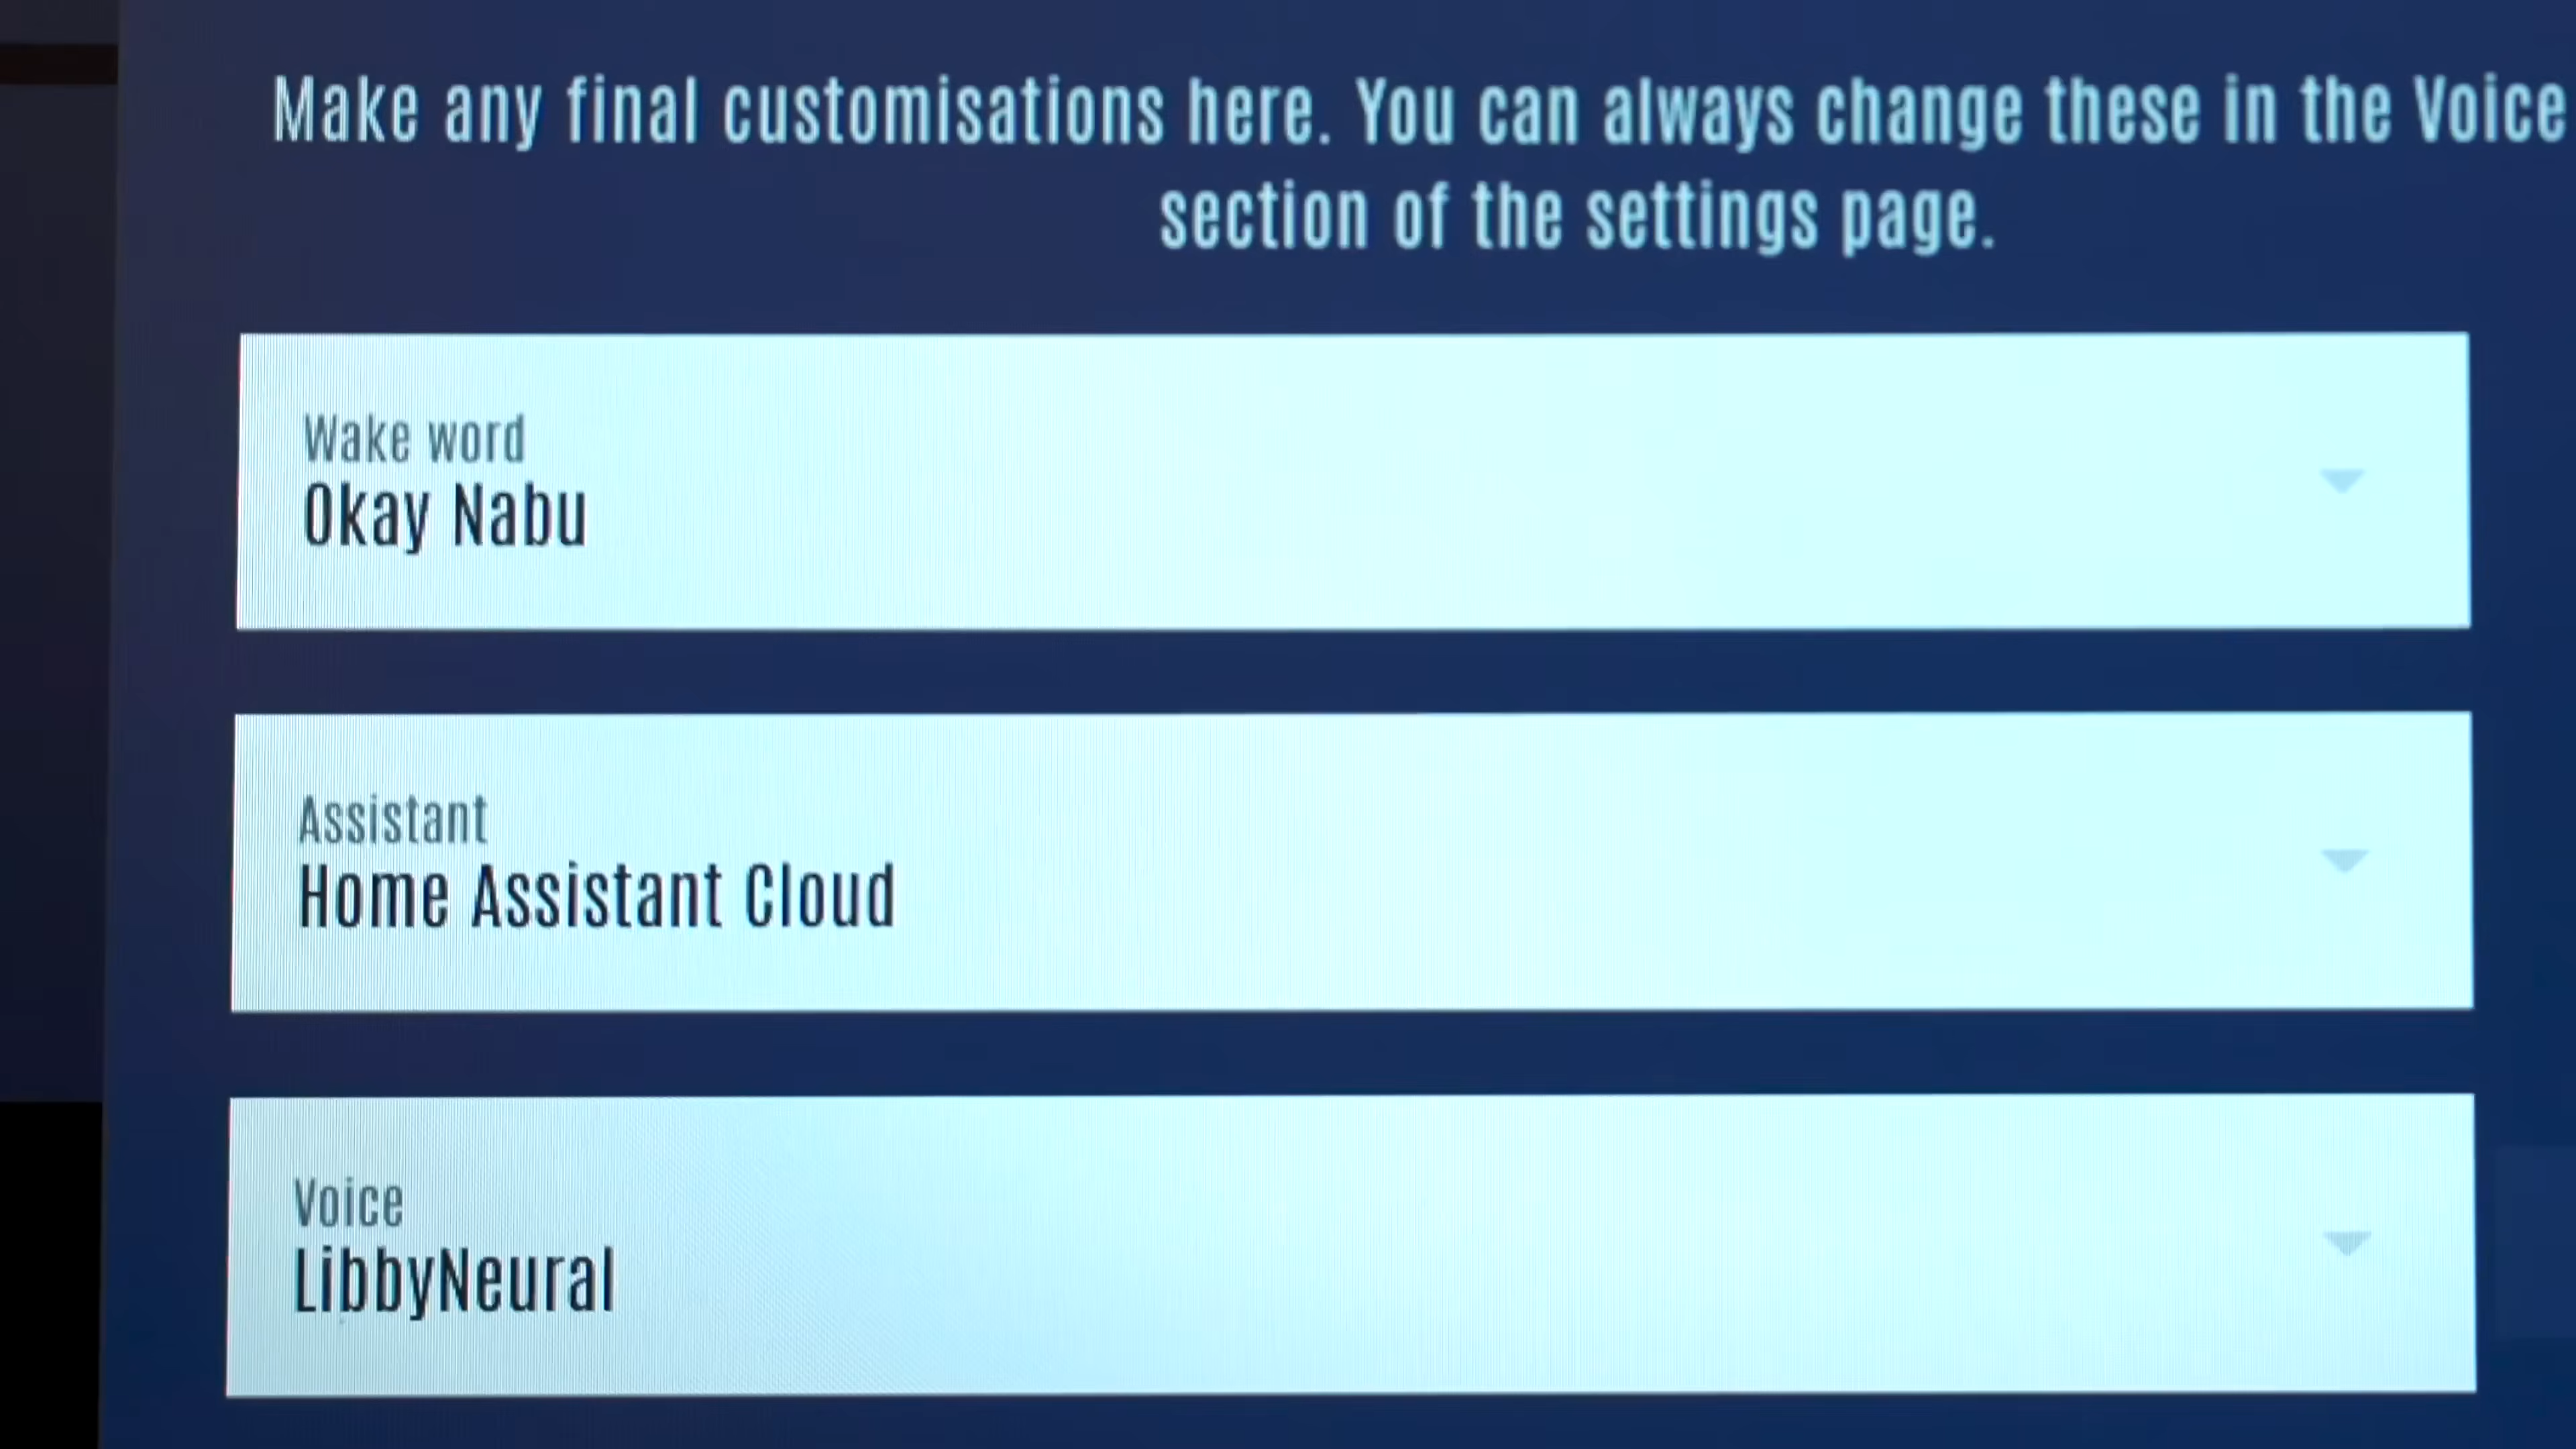 Make any final customisations here. You can always change these in the Voice
section of the settings page.
Wake word
Okay Nabu
Assistant
Home Assistant Cloud
Voice
LibbyNeural